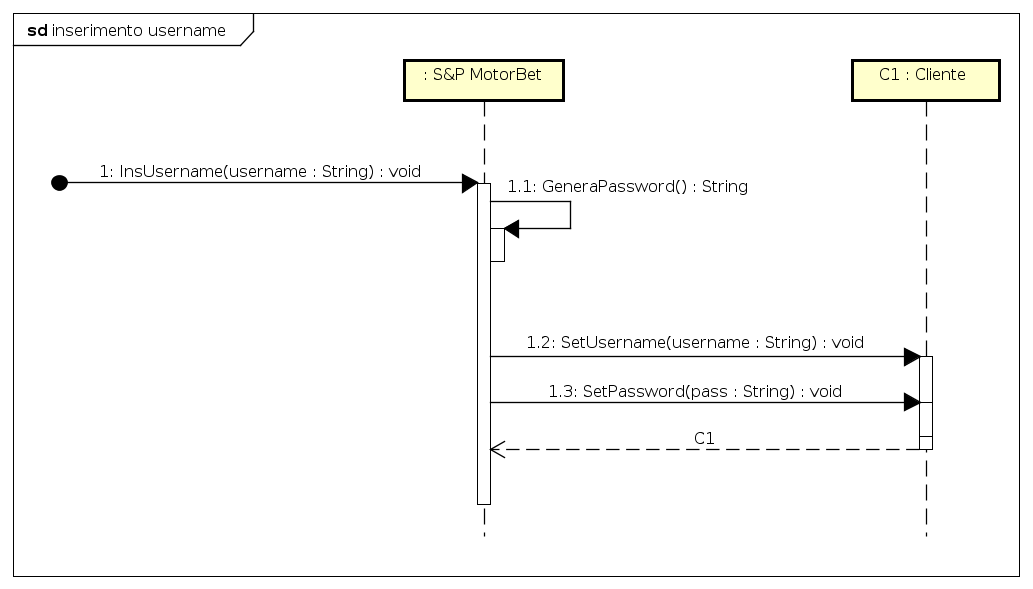 sd inserimento username
: S&P MotorBet
C1 : Cliente
1: InsUsername(username : String) : void
1.1: GeneraPassword() : String
1.2: SetUsername(username : String) : void
1.3: SetPassword(pass : String) : void
C1